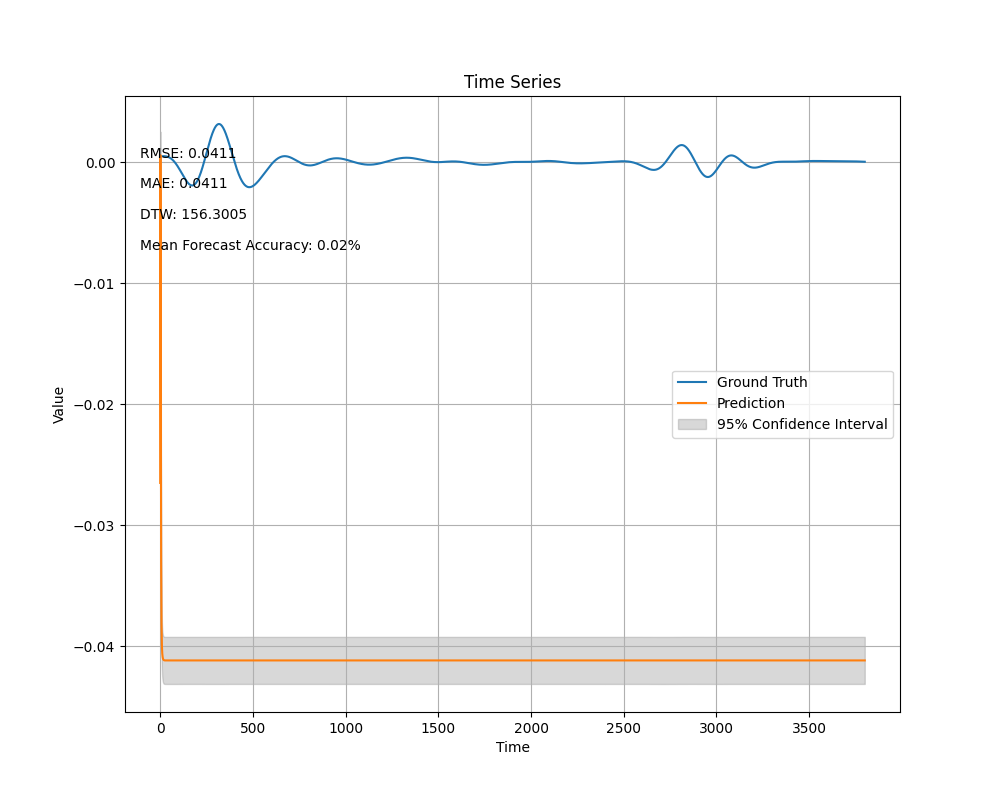 Time Series
RMSE: 0.0411
MAE: 0.0411
DTW: 156.3005
Mean Forecast Accuracy: 0.02%
0.00
−0.01
−0.02
−0.03
−0.04
Value
Ground Truth
Prediction
95% Confidence Interval
0 500 1000 1500 2000 2500 3000 3500
Time